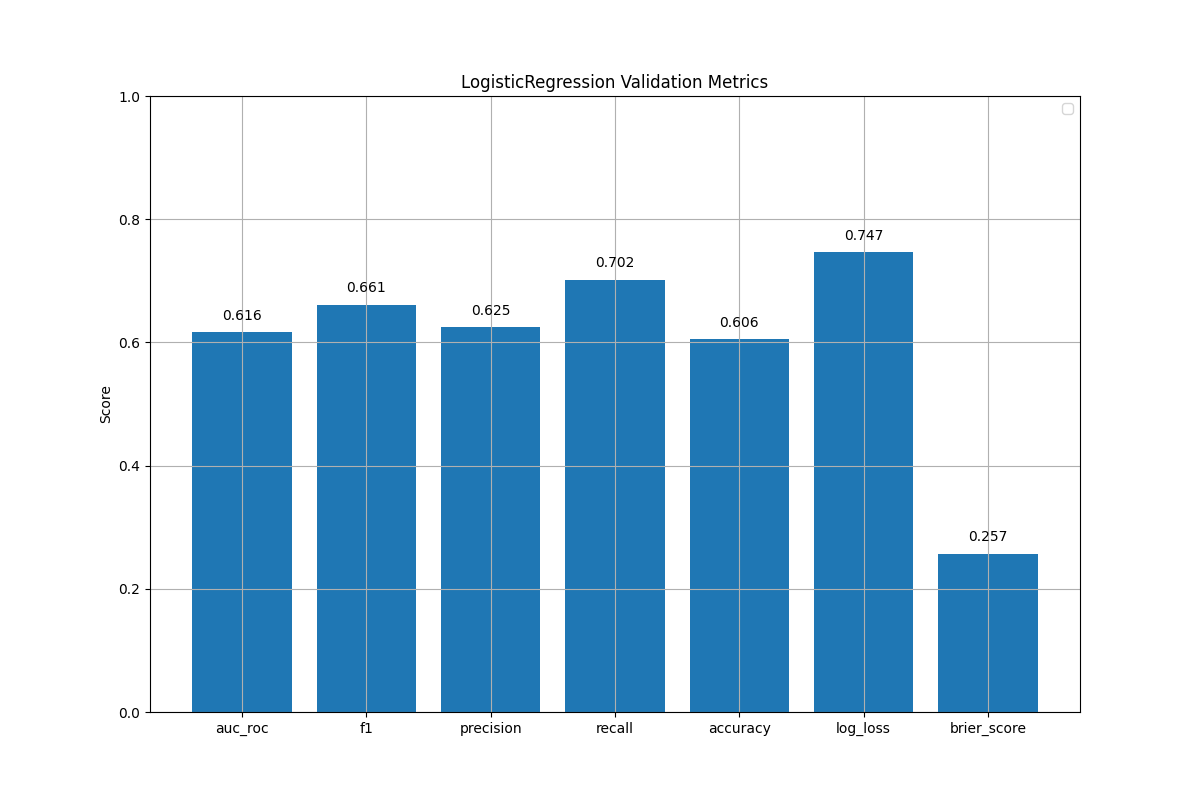 LogisticRegression Validation Metrics
1.0
0.8
0.6
0.4
0.2
0.0
Score
0.616
0.661
0.625
0.702
0.606
0.747
0.257
auc_roc
f1
precision
recall
accuracy
log_loss
brier_score